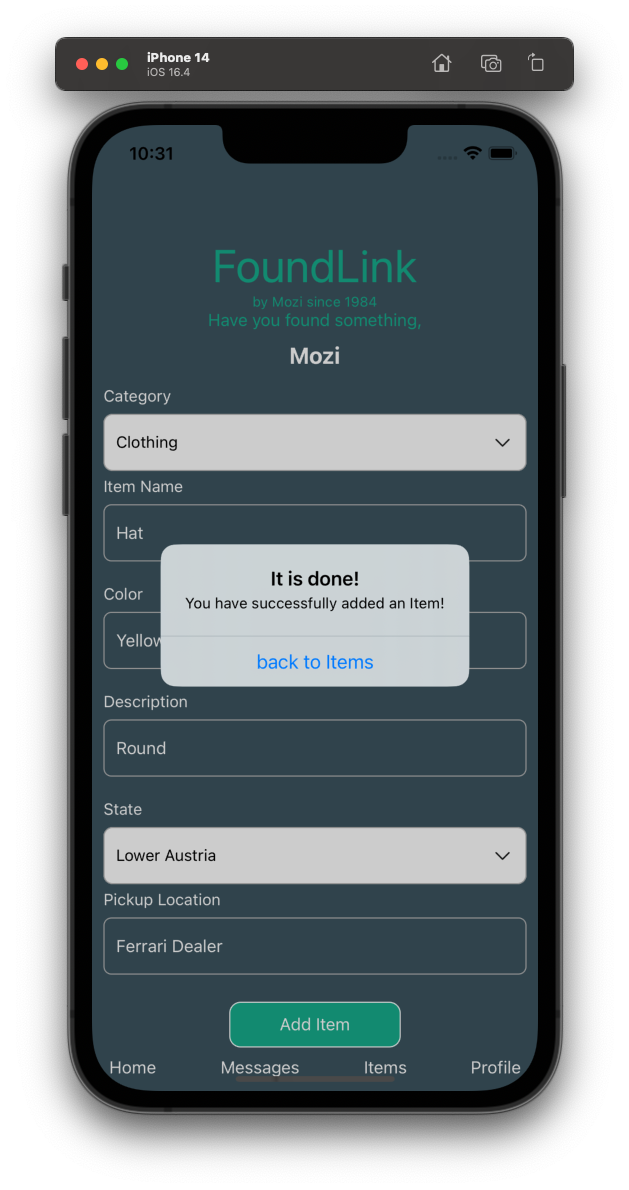 iPhone 14
iOS 16.4
10:31
FoundLink
by Mozi since 1984
Have you found something,
Mozi
Category
Clothing
Item Name
Hat
It is done!
You have successfully added an Item!
Color
Yellow
back to Items
Description
Round
State
Lower Austria
Pickup Location
Ferrari Dealer
Add Item
Home Messages Items Profile